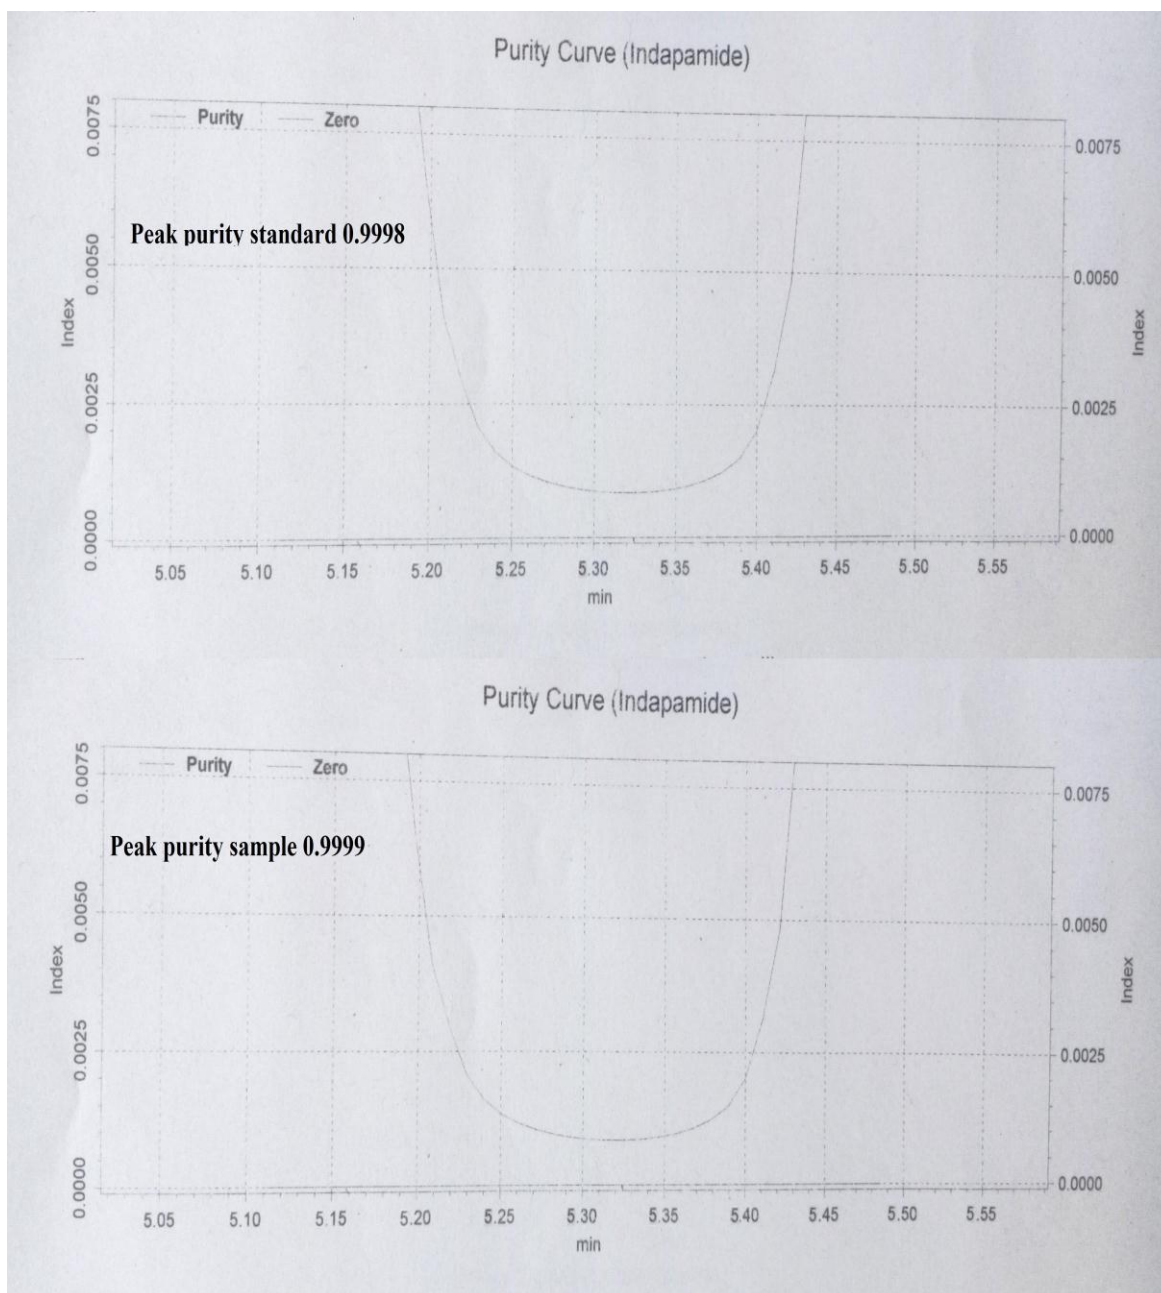 Purity Curve (Indapamide)
Purity Zero
0.0075
0.0075
Peak purity standard 0.9998
0.0050
0.0050
Index
Index
0.0025
0.0025
0.0000
0.0000
5.05 5.10 5.15 5.20 5.25 5.30 5.35 5.40 5.45 5.50 5.55
min
Purity Curve (Indapamide)
Purity Zero
0.0075
0.0075
Peak purity sample 0.9999
0.0050
0.0050
Index
Index
0.0025
0.0025
0.0000
0.0000
5.05 5.10 5.15 5.20 5.25 5.30 5.35 5.40 5.45 5.50 5.55
min